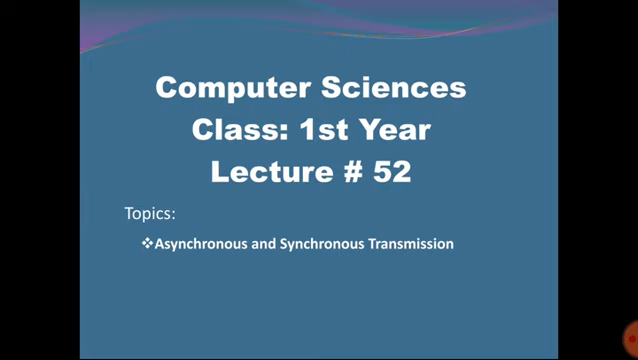 Computer Sciences
Class: 1st Year
Lecture # 52
Topics:
❖Asynchronous and Synchronous Transmission